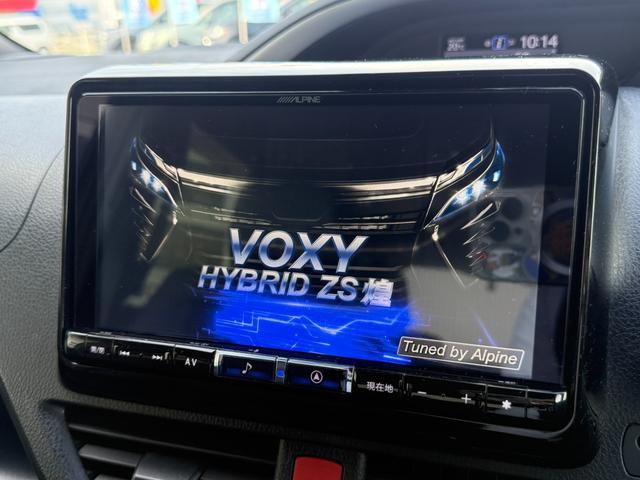 10:14
ALPINE
VOXY
HYBRID ZS 煌
Tuned by Alpine
AV
現在地